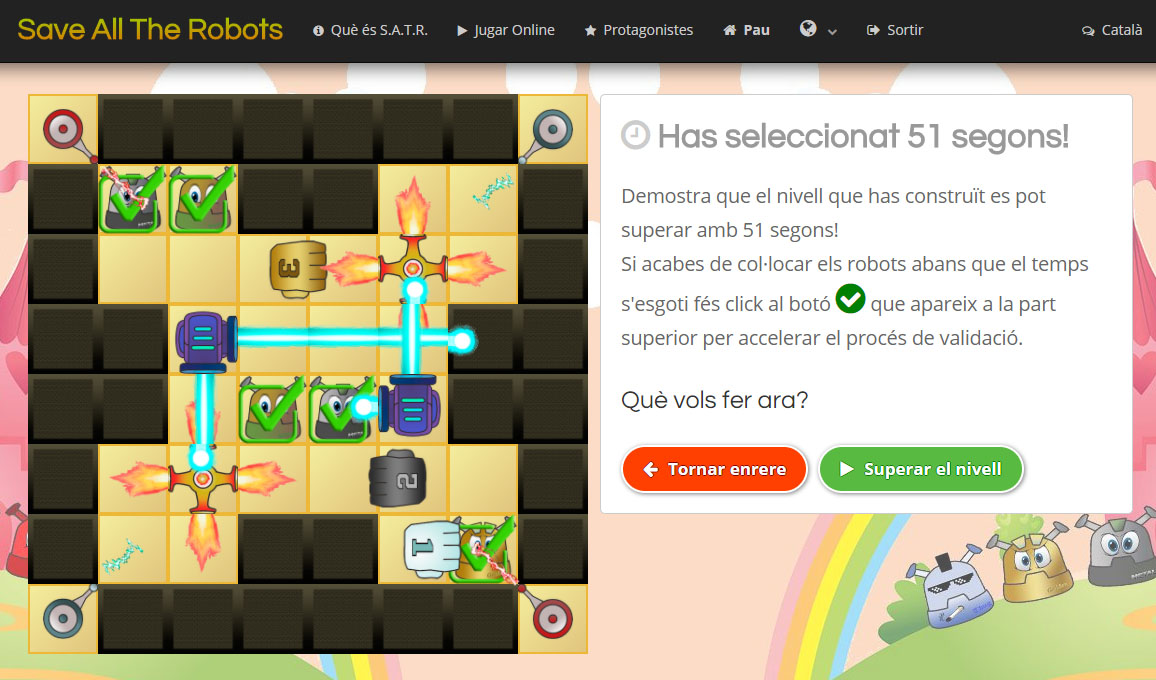 Save All The Robots
Què és S.A.T.R.
Jugar Online
Protagonistes
Pau
Sortir
Català
Has seleccionat 51 segons!
Demostra que el nivell que has construït es pot
superar amb 51 segons!
Si acabes de col·locar els robots abans que el temps
s'esgoti fés click al botó que apareix a la part
superior per accelerar el procés de validació.
Què vols fer ara?
Tornar enrere
Superar el nivell
3
2
1